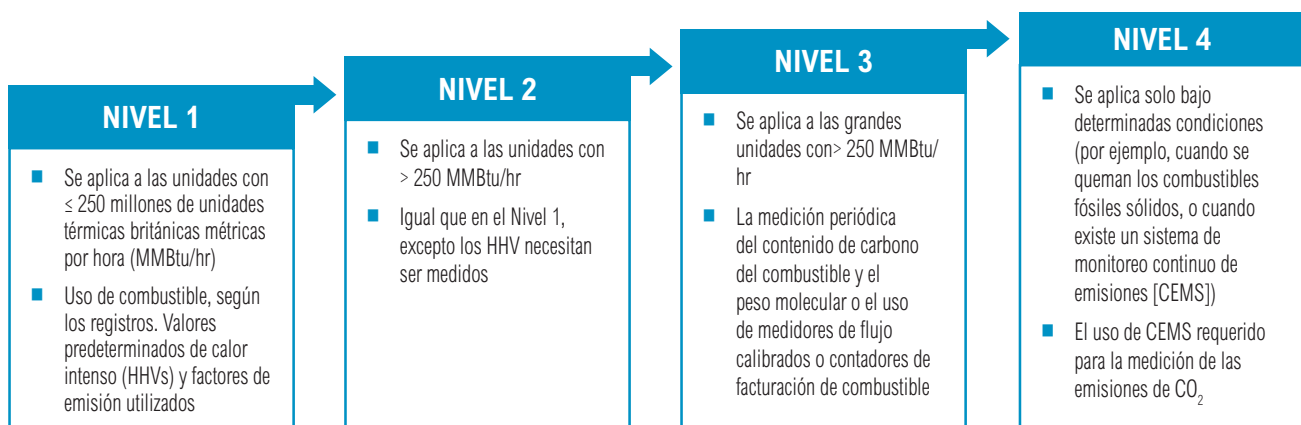 NIVEL 1
■ Se aplica a las unidades con
≤ 250 millones de unidades
térmicas británicas métricas
por hora (MMBtu/hr)
■ Uso de combustible, según
los registros. Valores
predeterminados de calor
intenso (HHVs) y factores de
emisión utilizados
NIVEL 2
■ Se aplica a las unidades con
> 250 MMBtu/hr
■ Igual que en el Nivel 1,
excepto los HHV necesitan
ser medidos
NIVEL 3
■ Se aplica a las grandes
unidades con> 250 MMBtu/
hr
■ La medición periódica
del contenido de carbono
del combustible y el
peso molecular o el uso
de medidores de flujo
calibrados o contadores de
facturación de combustible
NIVEL 4
■ Se aplica solo bajo
determinadas condiciones
(por ejemplo, cuando se
queman los combustibles
fósiles sólidos, o cuando
existe un sistema de
monitoreo continuo de
emisiones [CEMS])
■ El uso de CEMS requerido
para la medición de las
emisiones de CO₂